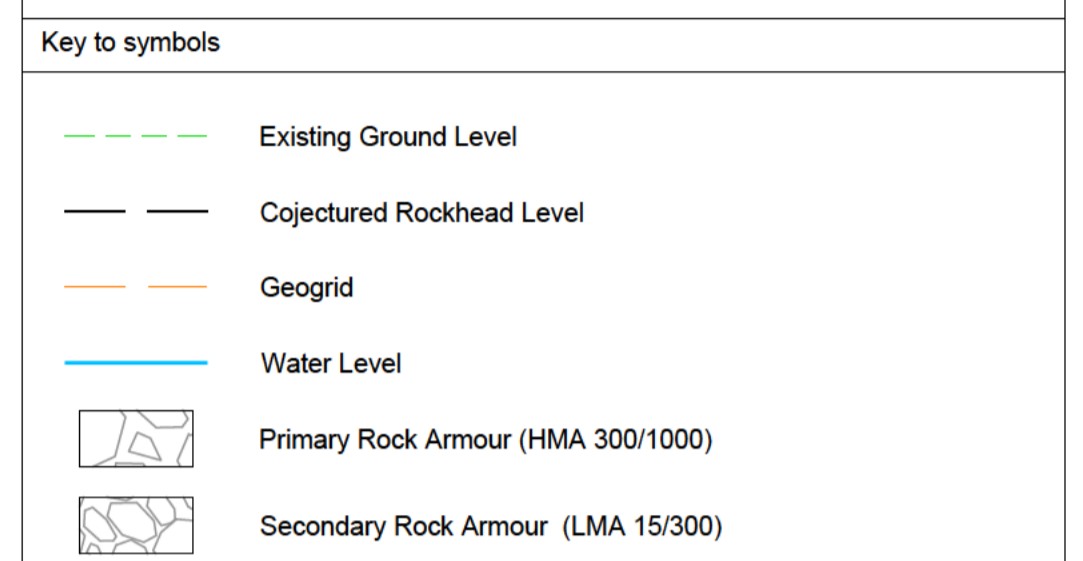 Key to symbols
Existing Ground Level
Cojectured Rockhead Level
Geogrid
Water Level
Primary Rock Armour (HMA 300/1000)
Secondary Rock Armour (LMA 15/300)